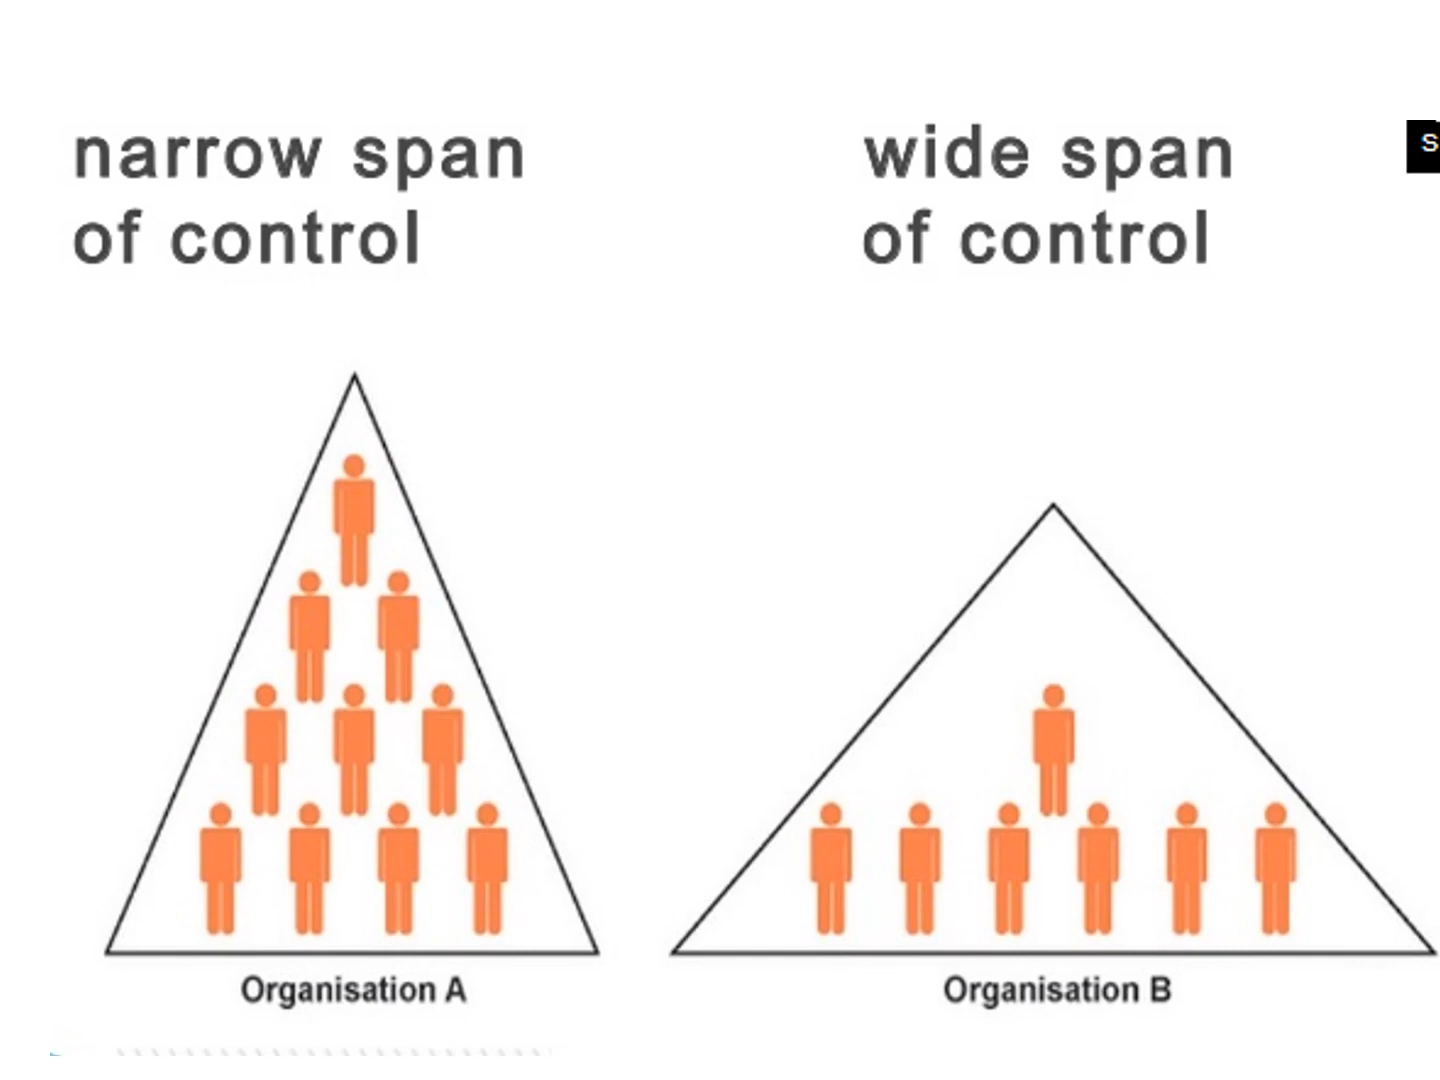 narrow span
of control
wide span
of control
Organisation A
Organisation B